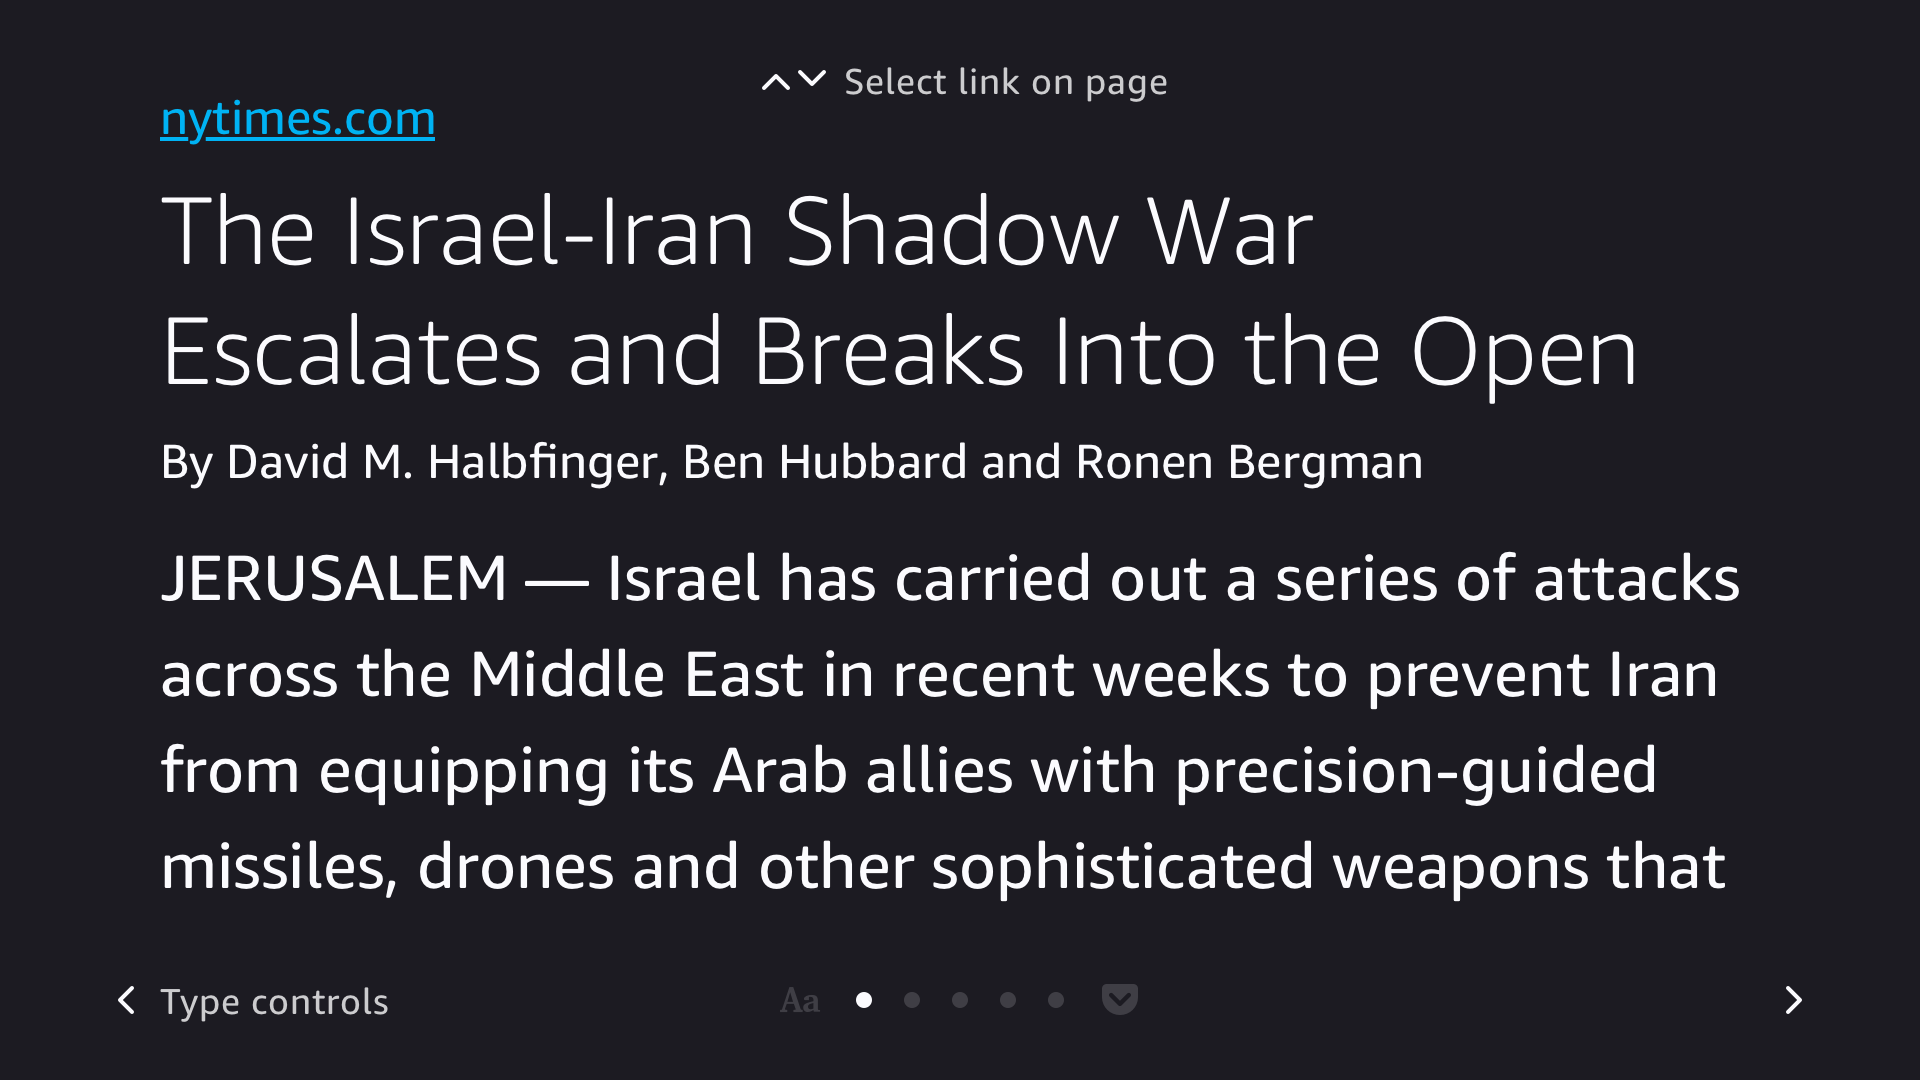 Select link on page
nytimes.com
The Israel-Iran Shadow War
Escalates and Breaks Into the Open
By David M. Halbfinger, Ben Hubbard and Ronen Bergman
JERUSALEM — Israel has carried out a series of attacks
across the Middle East in recent weeks to prevent Iran
from equipping its Arab allies with precision-guided
missiles, drones and other sophisticated weapons that
Type controls
Aa